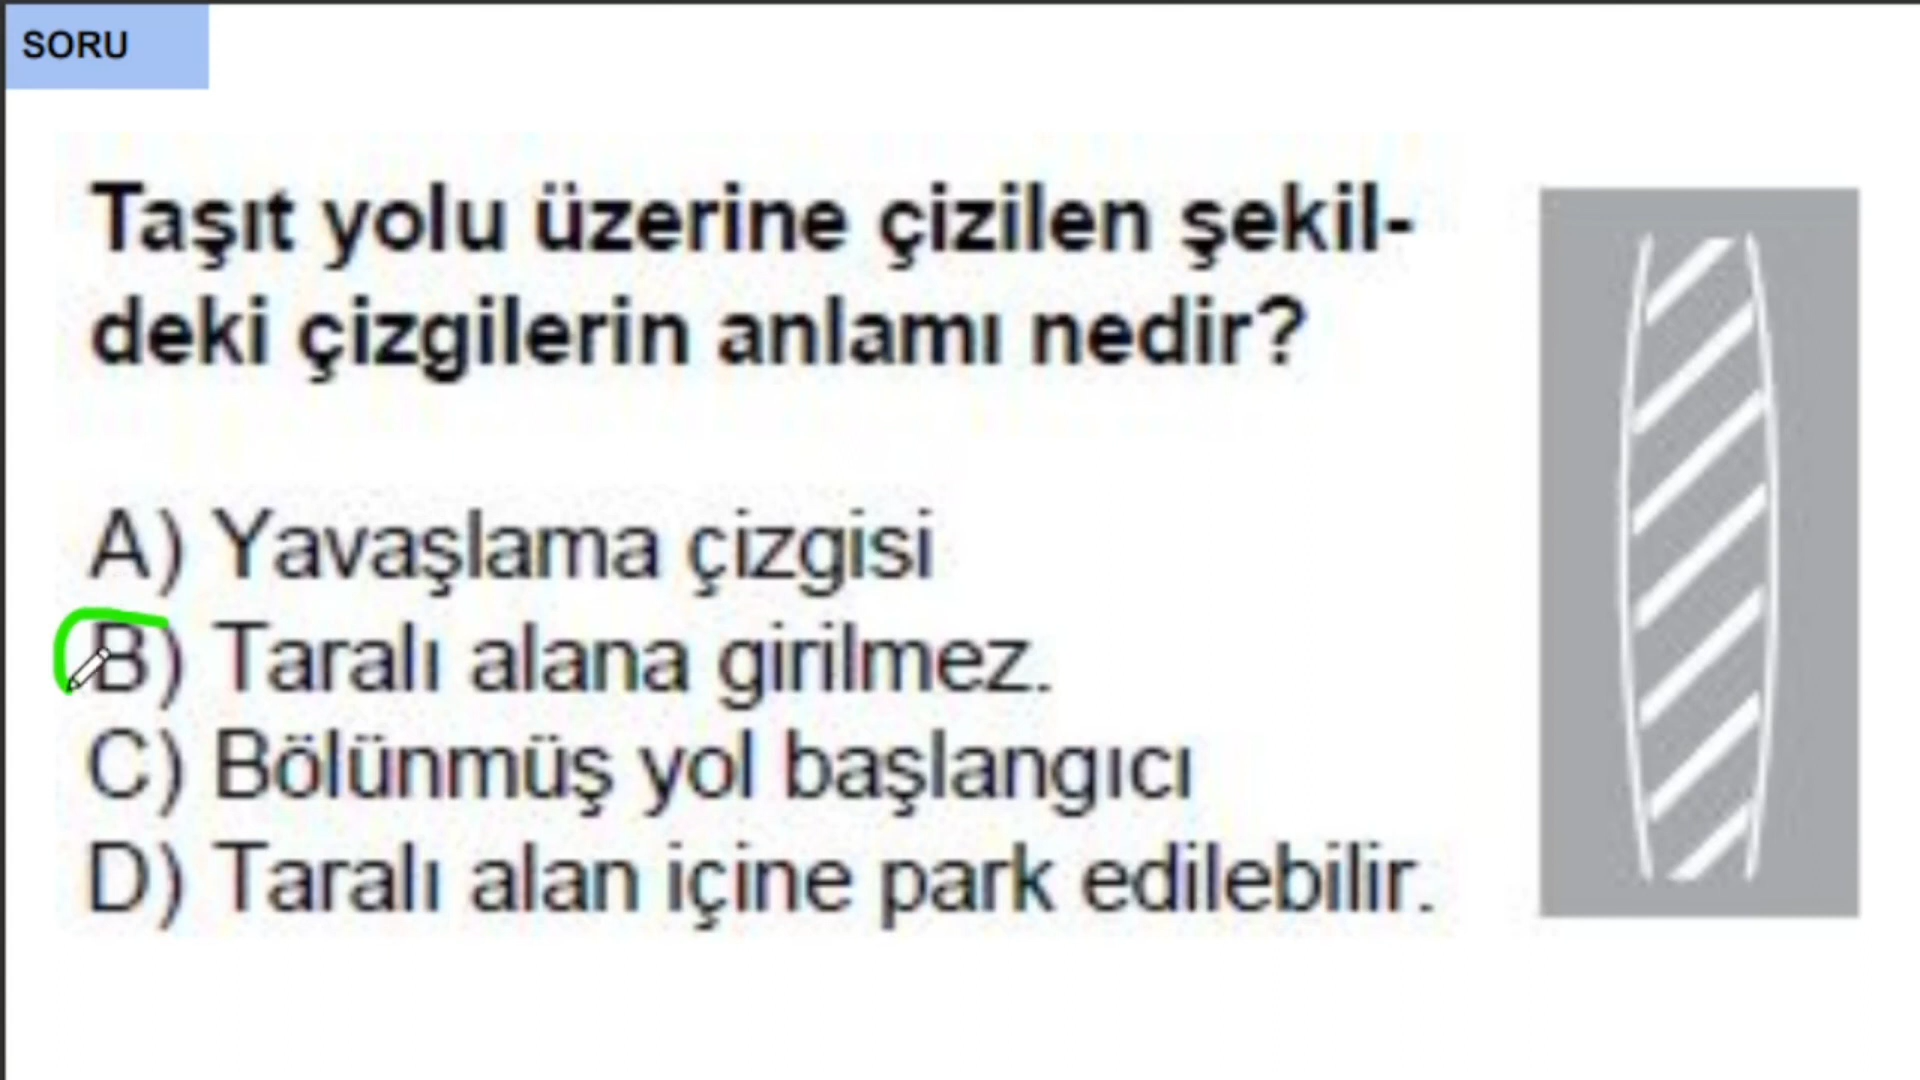 SORU
Taşıt yolu üzerine çizilen şekil-
deki çizgilerin anlamı nedir?
A) Yavaşlama çizgisi
B) Taralı alana girilmez.
C) Bölünmüş yol başlangıcı
D) Taralı alan içine park edilebilir.